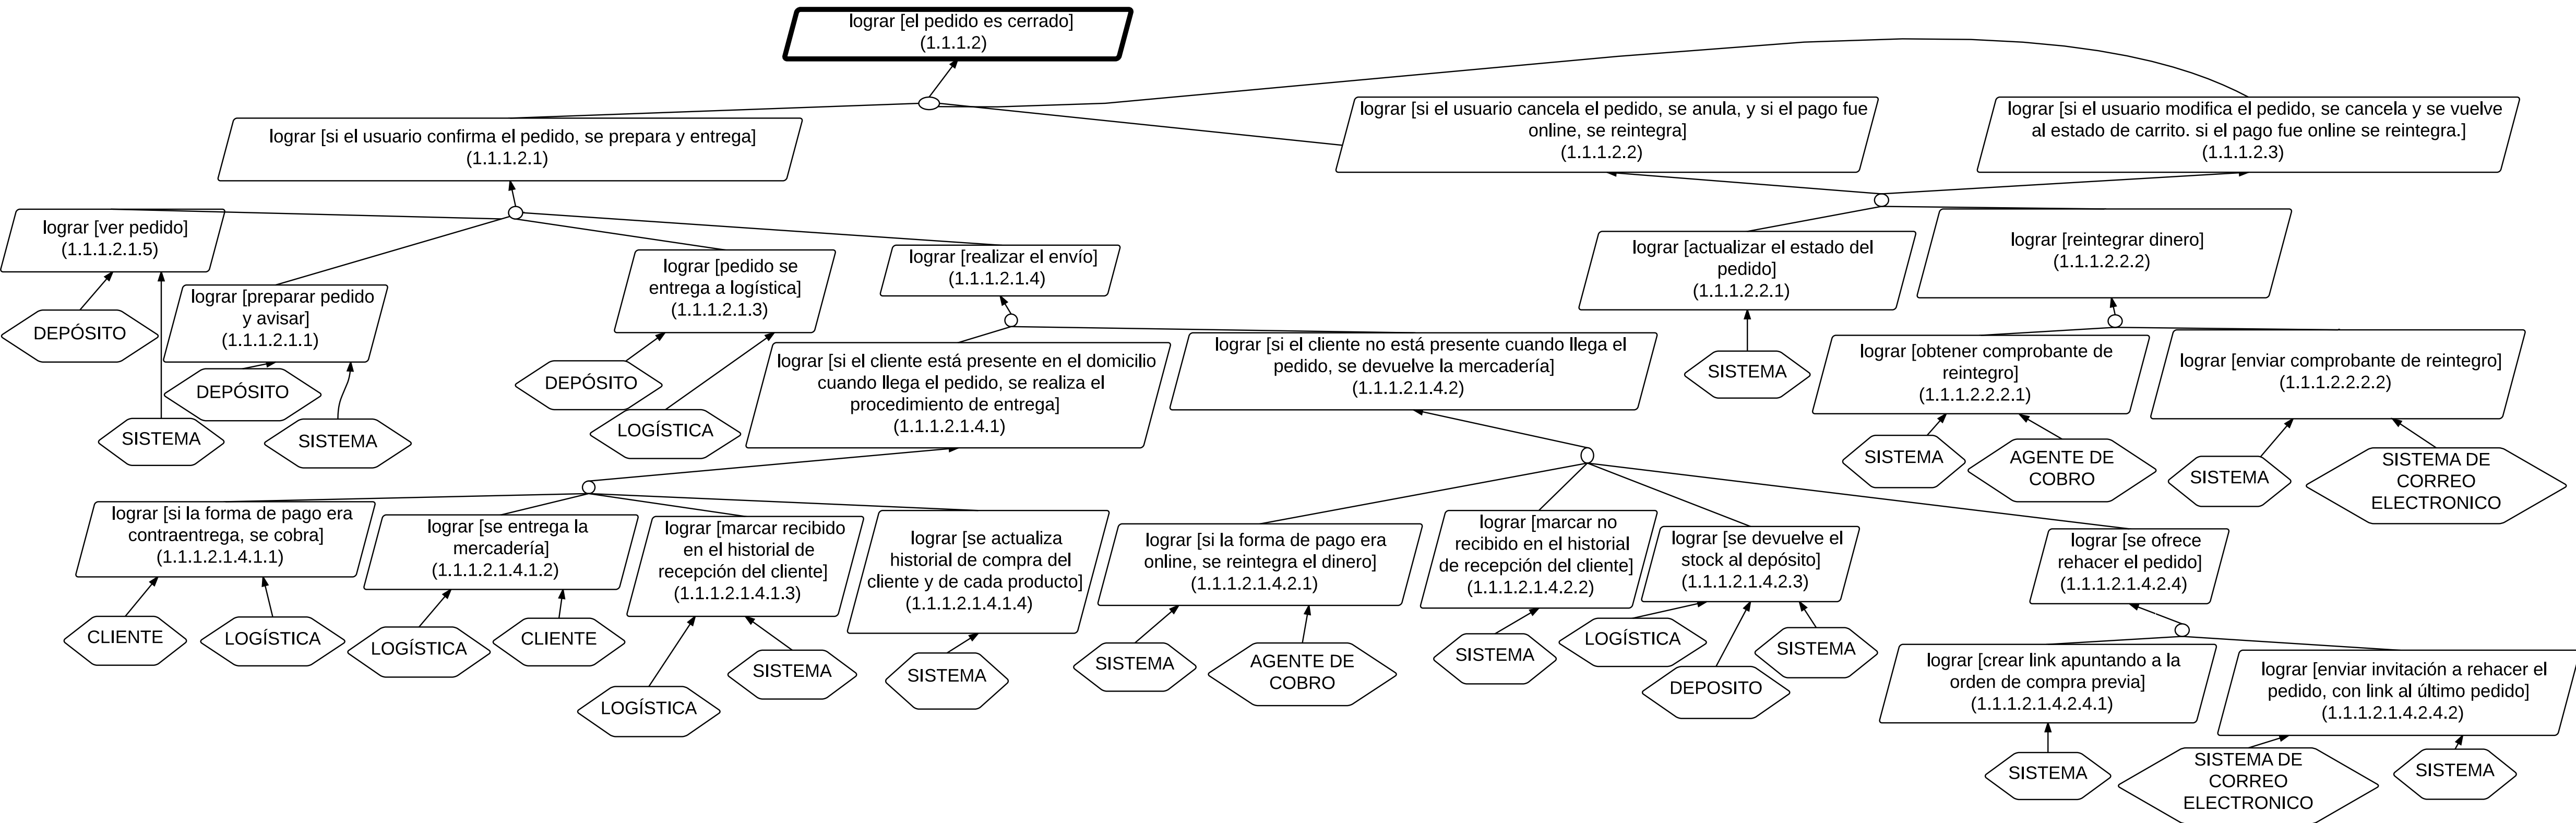 lograr [el pedido es cerrado]
(1.1.1.2)
lograr [si el usuario confirma el pedido, se prepara y entrega]
(1.1.1.2.1)
lograr [si el usuario cancela el pedido, se anula, y si el pago fue
online, se reintegra]
(1.1.1.2.2)
lograr [si el usuario modifica el pedido, se cancela y se vuelve
al estado de carrito. si el pago fue online se reintegra.]
(1.1.1.2.3)
lograr [ver pedido]
(1.1.1.2.1.5)
DEPÓSITO
SISTEMA
lograr [preparar pedido
y avisar]
(1.1.1.2.1.1)
DEPÓSITO
SISTEMA
lograr [pedido se
entrega a logística]
(1.1.1.2.1.3)
DEPÓSITO
LOGÍSTICA
lograr [realizar el envío]
(1.1.1.2.1.4)
lograr [si el cliente está presente en el domicilio
cuando llega el pedido, se realiza el
procedimiento de entrega]
(1.1.1.2.1.4.1)
lograr [si el cliente no está presente cuando llega el
pedido, se devuelve la mercadería]
(1.1.1.2.1.4.2)
lograr [actualizar el estado del
pedido]
(1.1.1.2.2.1)
SISTEMA
lograr [reintegrar dinero]
(1.1.1.2.2.2)
lograr [obtener comprobante de
reintegro]
(1.1.1.2.2.2.1)
SISTEMA
AGENTE DE
COBRO
lograr [enviar comprobante de reintegro]
(1.1.1.2.2.2.2)
SISTEMA
SISTEMA DE
CORREO
ELECTRONICO
lograr [si la forma de pago era
contraentrega, se cobra]
(1.1.1.2.1.4.1.1)
CLIENTE
LOGÍSTICA
lograr [se entrega la
mercadería]
(1.1.1.2.1.4.1.2)
LOGÍSTICA
CLIENTE
lograr [marcar recibido
en el historial de
recepción del cliente]
(1.1.1.2.1.4.1.3)
LOGÍSTICA
SISTEMA
lograr [se actualiza
historial de compra del
cliente y de cada producto]
(1.1.1.2.1.4.1.4)
SISTEMA
lograr [si la forma de pago era
online, se reintegra el dinero]
(1.1.1.2.1.4.2.1)
SISTEMA
AGENTE DE
COBRO
lograr [marcar no
recibido en el historial
de recepción del cliente]
(1.1.1.2.1.4.2.2)
SISTEMA
lograr [se devuelve el
stock al depósito]
(1.1.1.2.1.4.2.3)
LOGÍSTICA
DEPOSITO
SISTEMA
lograr [se ofrece
rehacer el pedido]
(1.1.1.2.1.4.2.4)
lograr [crear link apuntando a la
orden de compra previa]
(1.1.1.2.1.4.2.4.1)
SISTEMA
lograr [enviar invitación a rehacer el
pedido, con link al último pedido]
(1.1.1.2.1.4.2.4.2)
SISTEMA DE
CORREO
ELECTRONICO
SISTEMA